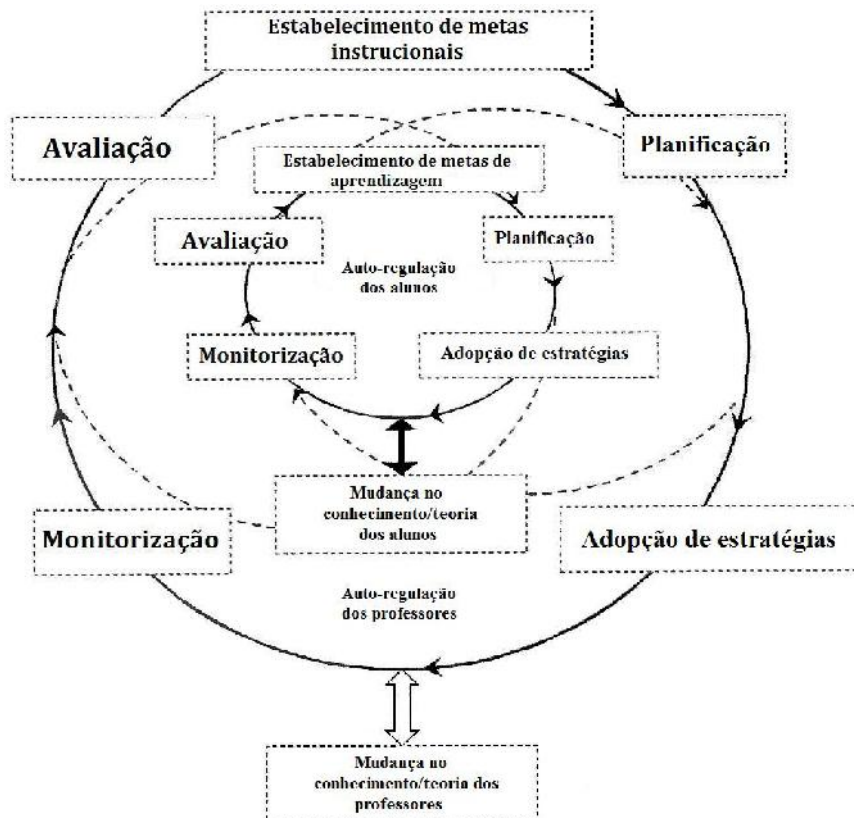 Estabelecimento de metas
instrucionais
Avaliação
Planificação
Estabelecimento de metas de
aprendizagem
Avaliação
Planificação
Auto-regulação
dos alunos
Monitorização
Adopção de estratégias
Mudança no
conhecimento/teoria
dos alunos
Monitorização
Adopção de estratégias
Auto-regulação
dos professores
Mudança no
conhecimento/teoria dos
professores